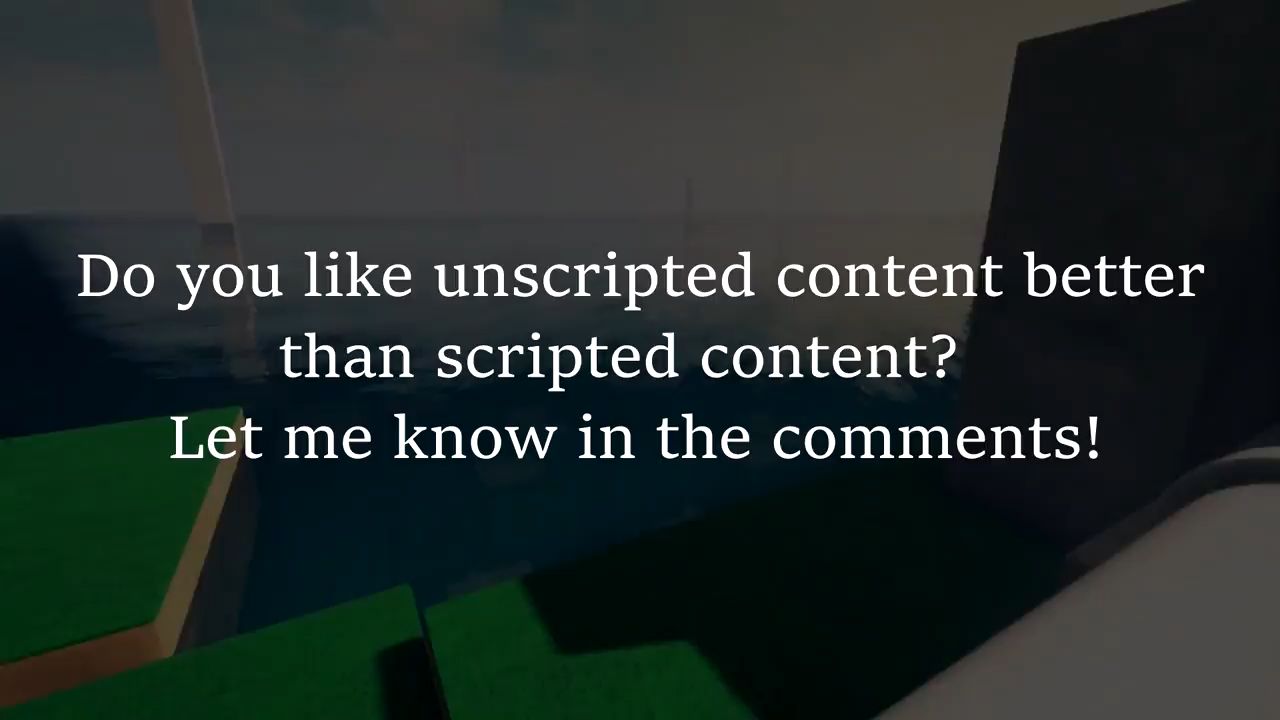 Do you like unscripted content better
than scripted content?
Let me know in the comments!